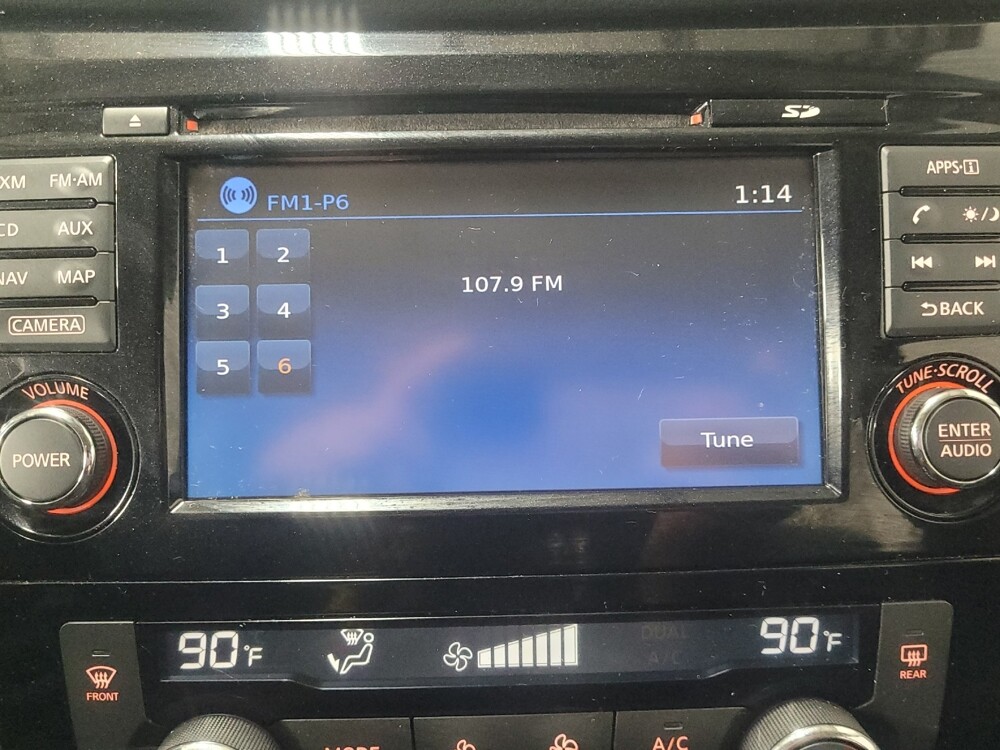 SD
XM FM·AM
CD AUX
NAV MAP
CAMERA
VOLUME
POWER
FM1-P6 1:14
1 2
3 4
5 6
107.9 FM
Tune
APPS·i
BACK
TUNE·SCROLL
ENTER
AUDIO
90°F
DUAL
A/C
90°F
FRONT
REAR
MODE
A/C